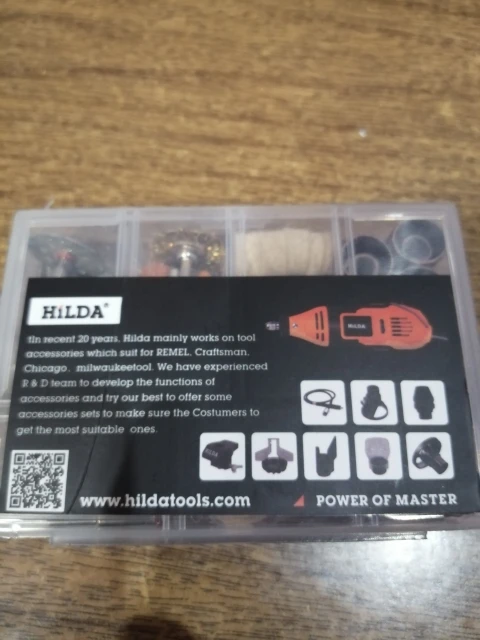 HiLDA®
tIn recent 20 years, Hilda mainly works on tool
accessories which suit for REMEL, Craftsman,
Chicago, milwaukeetool. We have experienced
R & D team to develop the functions of
accessories and try our best to offer some
accessories sets to make sure the Costumers to
get the most suitable ones.
HiLDA
www.hildatools.com
POWER OF MASTER